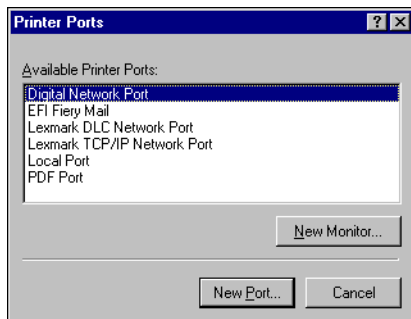 Printer Ports
Available Printer Ports:
Digital Network Port
EFI Fiery Mail
Lexmark DLC Network Port
Lexmark TCP/IP Network Port
Local Port
PDF Port
New Monitor...
New Port... Cancel